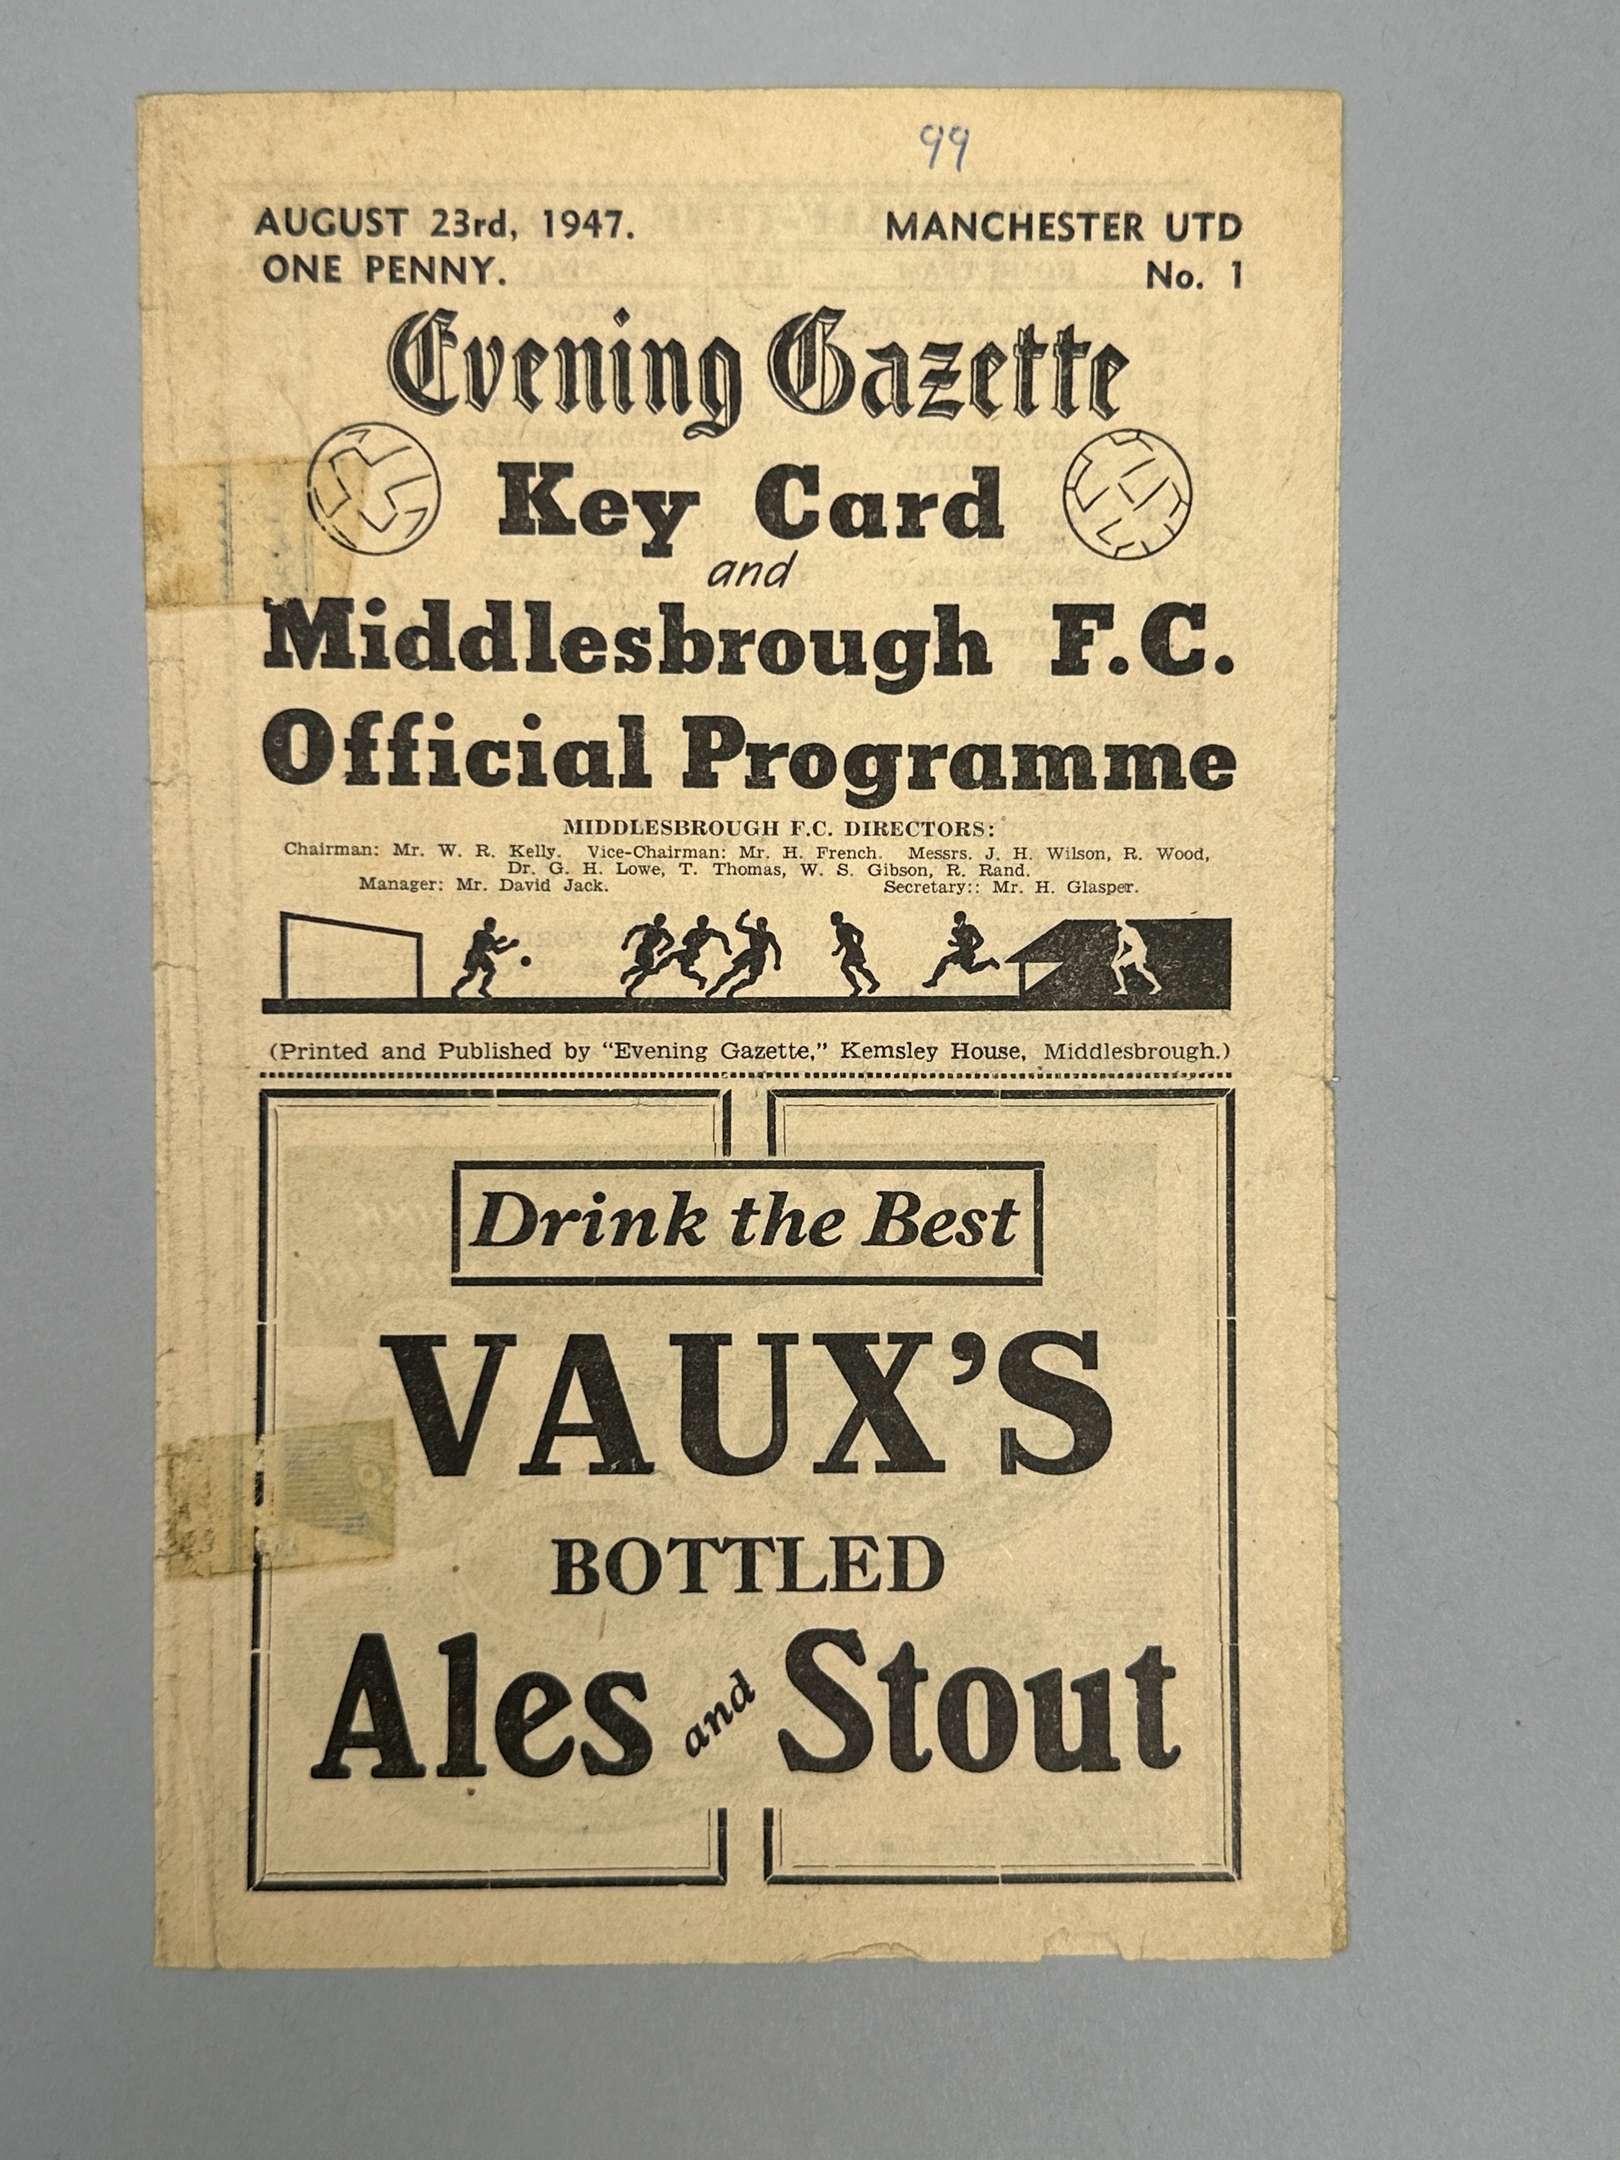 99
AUGUST 23rd, 1947. MANCHESTER UTD
ONE PENNY. No. 1
Evening Gazette
Key Card
and
Middlesbrough F.C.
Official Programme
MIDDLESBROUGH F.C. DIRECTORS:
Chairman: Mr. W. R. Kelly. Vice-Chairman: Mr. H. French. Messrs. J. H. Wilson, R. Wood,
Dr. G. H. Lowe, T. Thomas, W. S. Gibson, R. Rand.
Manager: Mr. David Jack. Secretary:: Mr. H. Glasper.
(Printed and Published by "Evening Gazette," Kemsley House, Middlesbrough.)
Drink the Best
VAUX'S
BOTTLED
Ales and Stout